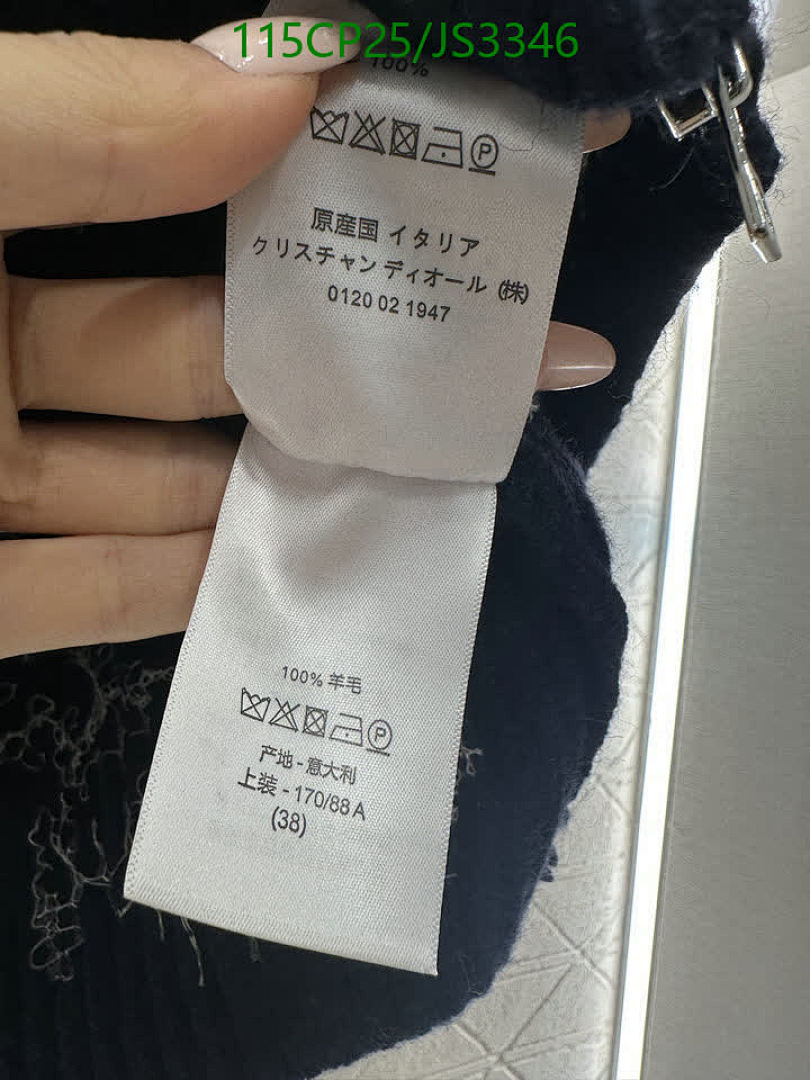 115CP25/JS3346
100%
P
原産国 イタリア
クリスチャン ディオール (株)
0120 02 1947
100% 羊毛
P
产地 - 意大利
上装 - 170/88 A
(38)